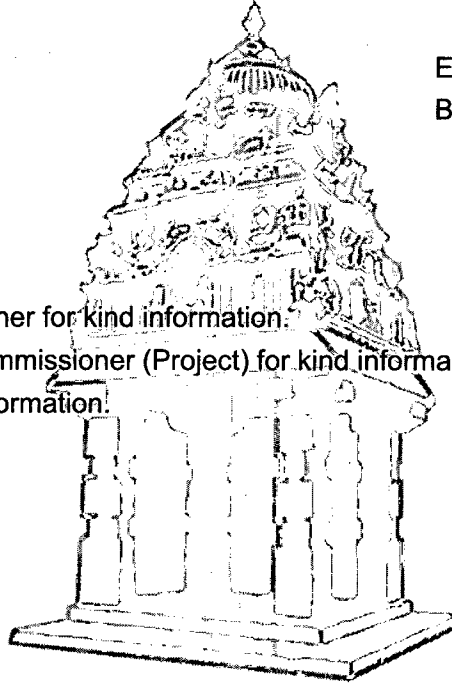 E
B
ner for kind information.
mmissioner (Project) for kind informa
ormation.